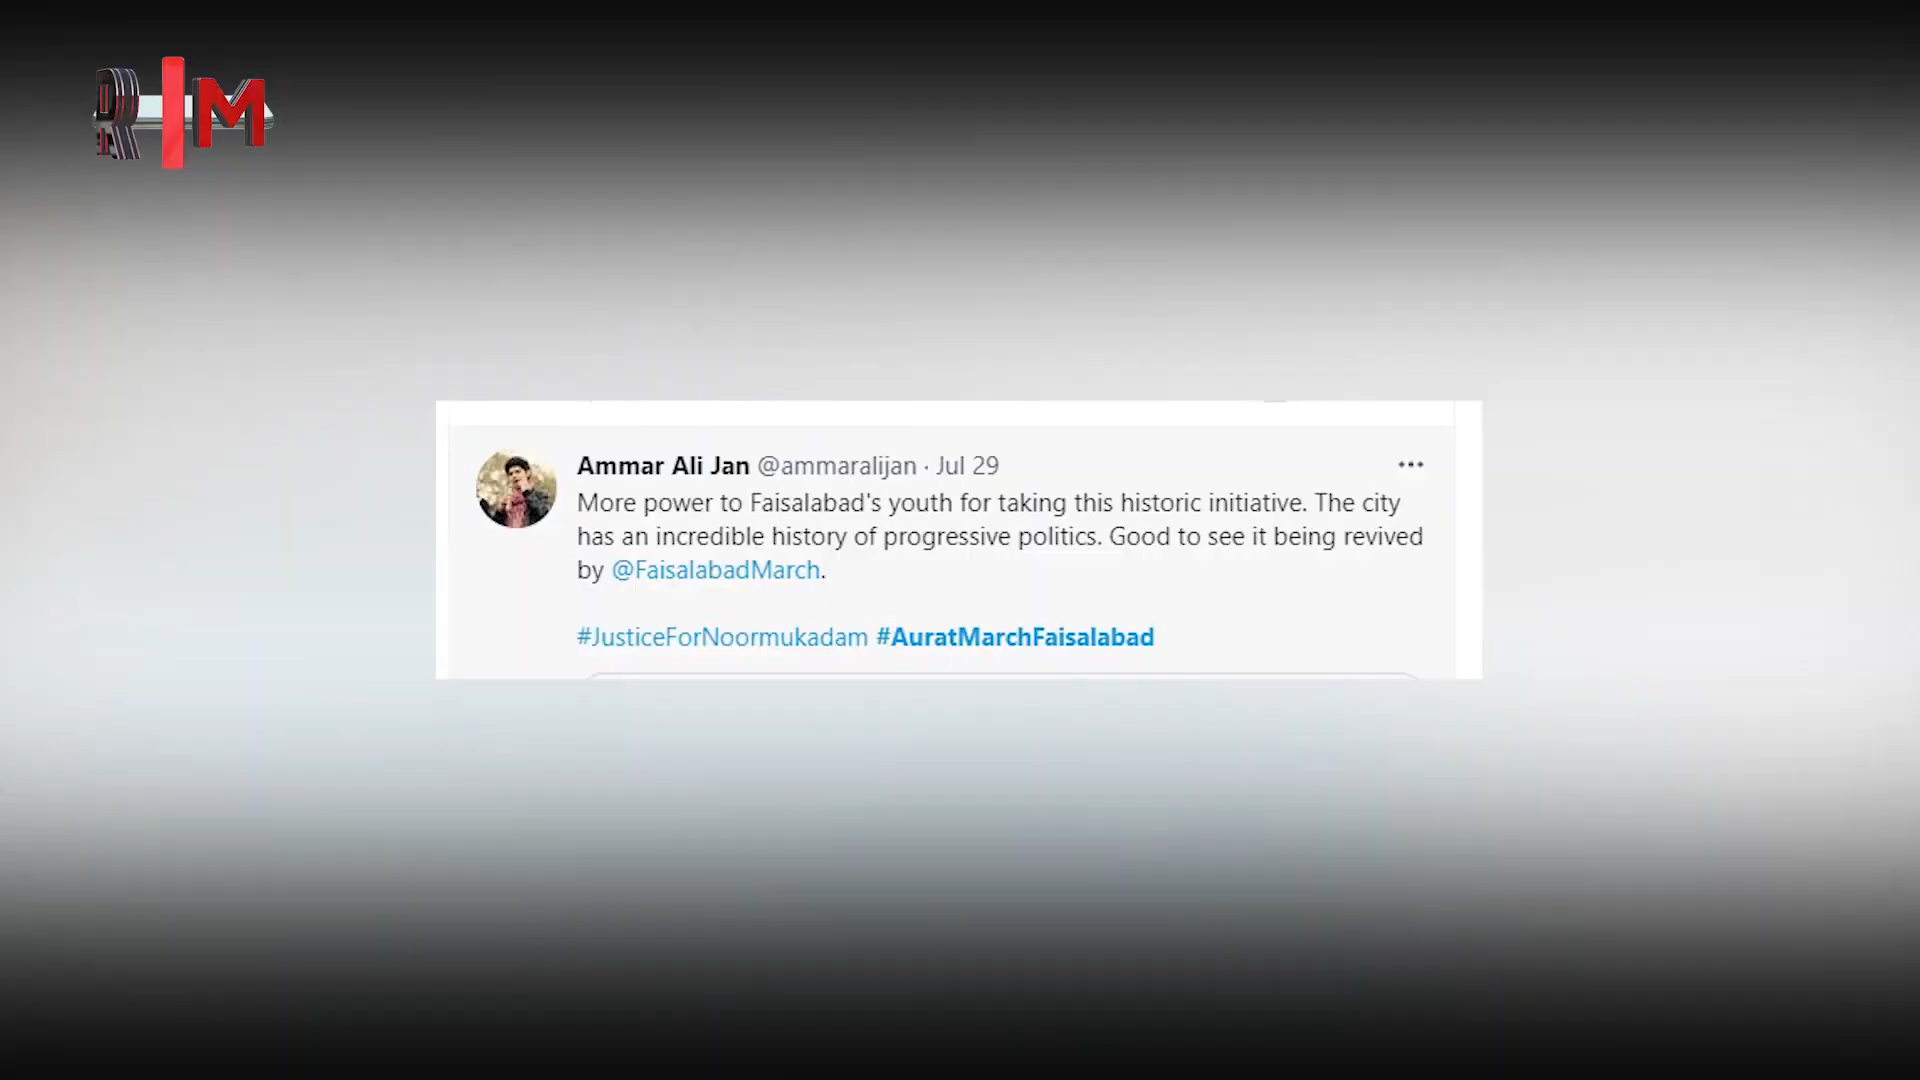 RM
Ammar Ali Jan @ammaralijan · Jul 29
More power to Faisalabad's youth for taking this historic initiative. The city
has an incredible history of progressive politics. Good to see it being revived
by @FaisalabadMarch.
#JusticeForNoormukadam #AuratMarchFaisalabad